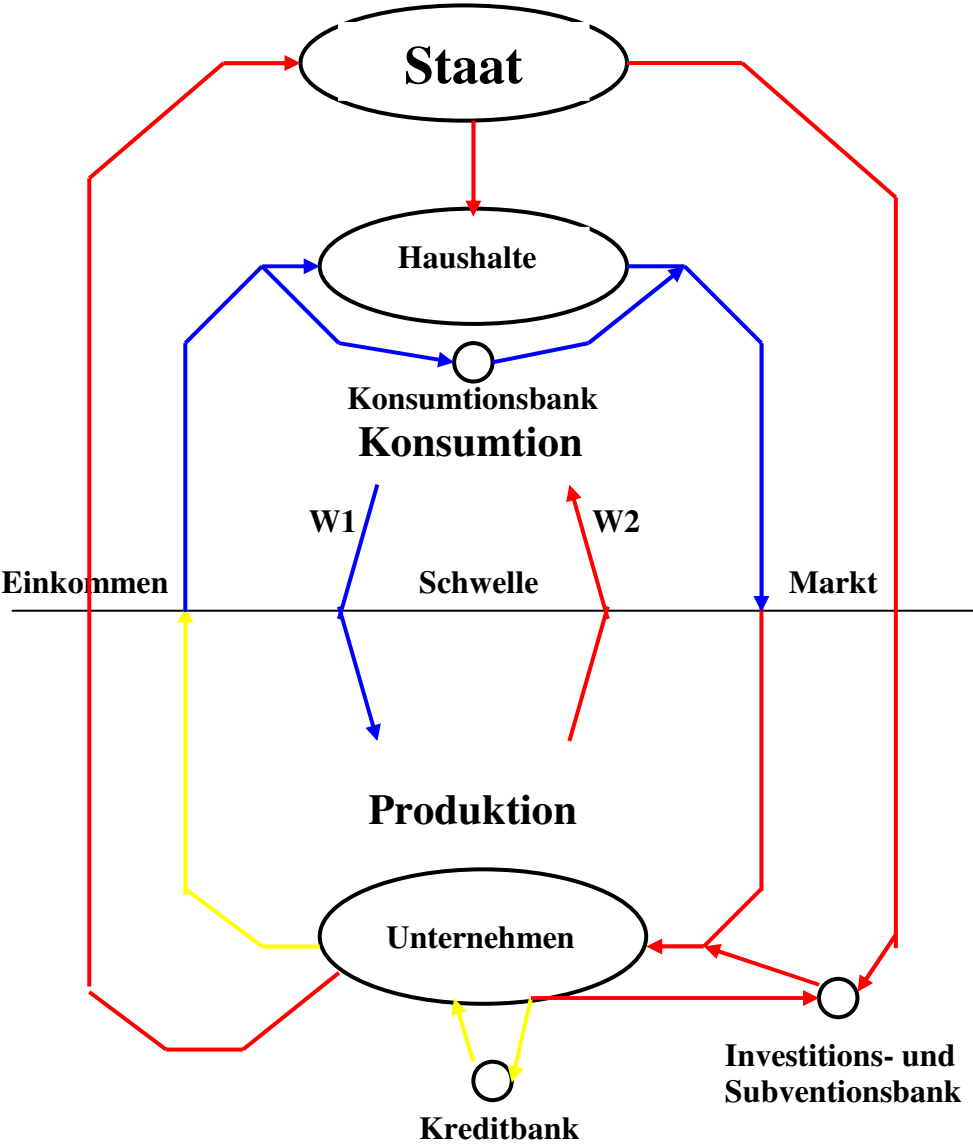 Staat
Haushalte
Konsumtionsbank
Konsumtion
W1
W2
Einkommen
Schwelle
Markt
Produktion
Unternehmen
Investitions- und
Subventionsbank
Kreditbank